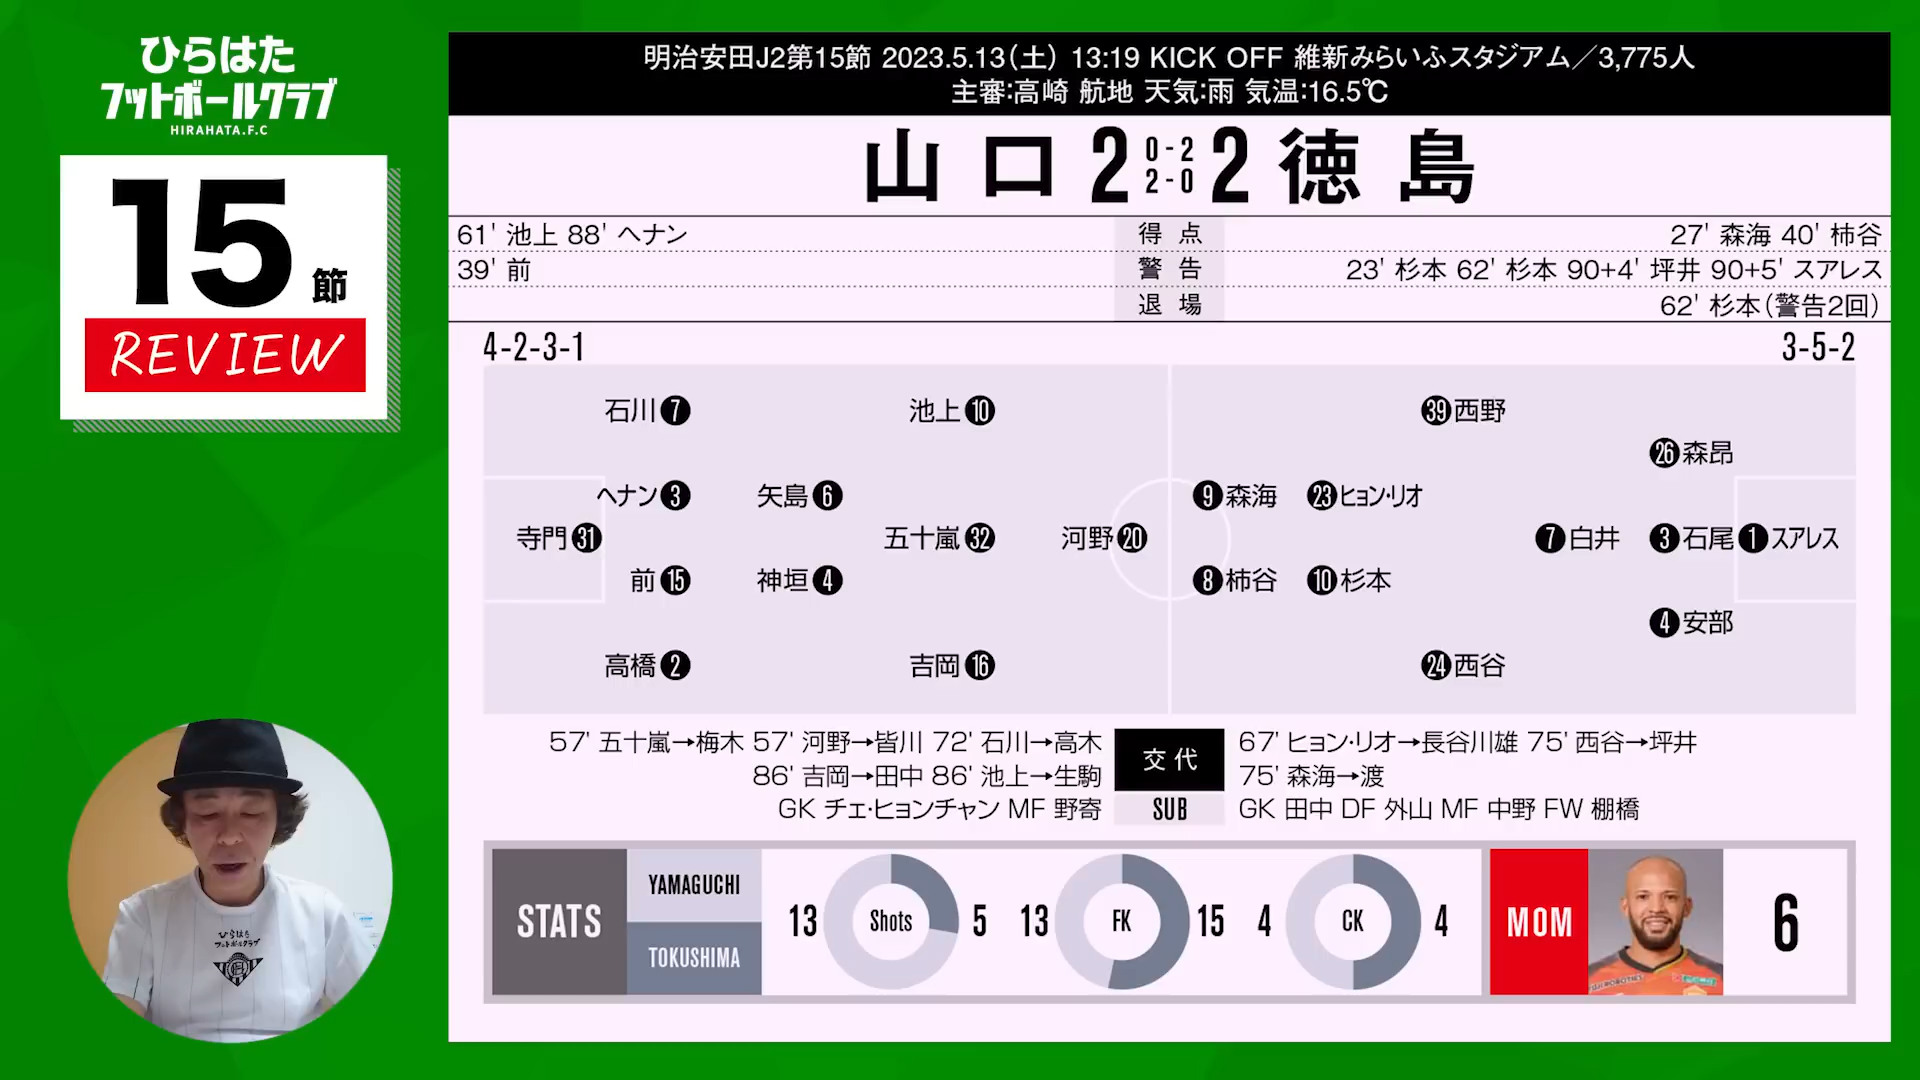 ひらはた
フットボールクラブ
HIRAHATA.F.C
15節
REVIEW
明治安田J2第15節 2023.5.13(土) 13:19 KICK OFF 維新みらいふスタジアム/3,775人
主審:高崎 航地 天気:雨 気温:16.5℃
山口 2 0-2 2 徳島
2-0
61' 池上 88' ヘナン 得点 27' 森海 40' 柿谷
39' 前 警告 23' 杉本 62' 杉本 90+4' 坪井 90+5' スアレス
退場 62' 杉本(警告2回)
4-2-3-1 3-5-2
石川 7 池上 10 39 西野
26 森昂
ヘナン 3 矢島 6 9 森海 23 ヒョン・リオ
寺門 31 五十嵐 32 河野 20 7 白井 3 石尾 1 スアレス
前 15 神垣 4 8 柿谷 10 杉本
4 安部
高橋 2 吉岡 16 24 西谷
57' 五十嵐→梅木 57' 河野→皆川 72' 石川→高木
86' 吉岡→田中 86' 池上→生駒
交代
67' ヒョン・リオ→長谷川雄 75' 西谷→坪井
75' 森海→渡
GK チェ・ヒョンチャン MF 野寄 SUB GK 田中 DF 外山 MF 中野 FW 棚橋
STATS
YAMAGUCHI
TOKUSHIMA
13 Shots 5 13 FK 15 4 CK 4
MOM 6
ひらはた
フットボールクラブ